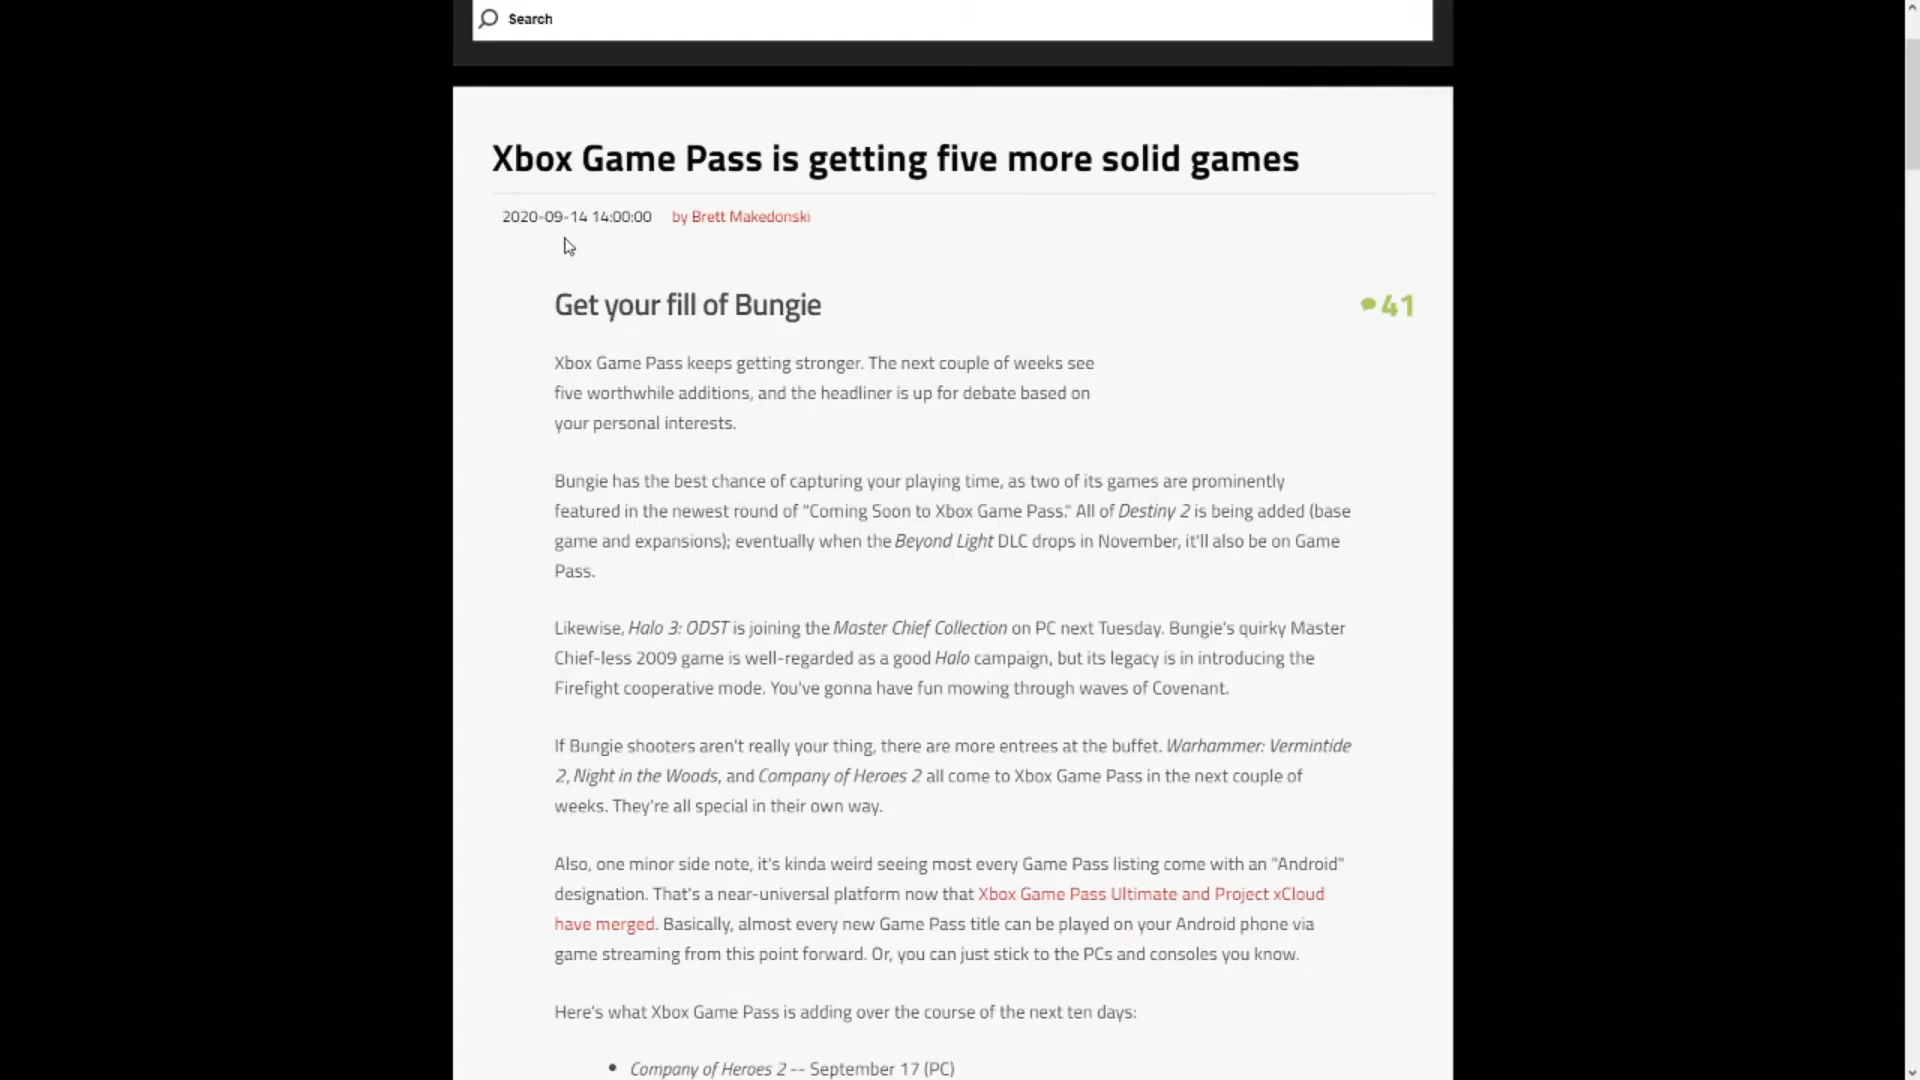 Search
Xbox Game Pass is getting five more solid games
2020-09-14 14:00:00 by Brett Makedonski
Get your fill of Bungie 41
Xbox Game Pass keeps getting stronger. The next couple of weeks see
five worthwhile additions, and the headliner is up for debate based on
your personal interests.
Bungie has the best chance of capturing your playing time, as two of its games are prominently
featured in the newest round of "Coming Soon to Xbox Game Pass." All of Destiny 2 is being added (base
game and expansions); eventually when the Beyond Light DLC drops in November, it'll also be on Game
Pass.
Likewise, Halo 3: ODST is joining the Master Chief Collection on PC next Tuesday. Bungie's quirky Master
Chief-less 2009 game is well-regarded as a good Halo campaign, but its legacy is in introducing the
Firefight cooperative mode. You've gonna have fun mowing through waves of Covenant.
If Bungie shooters aren't really your thing, there are more entrees at the buffet. Warhammer: Vermintide
2, Night in the Woods, and Company of Heroes 2 all come to Xbox Game Pass in the next couple of
weeks. They're all special in their own way.
Also, one minor side note, it's kinda weird seeing most every Game Pass listing come with an "Android"
designation. That's a near-universal platform now that Xbox Game Pass Ultimate and Project xCloud
have merged. Basically, almost every new Game Pass title can be played on your Android phone via
game streaming from this point forward. Or, you can just stick to the PCs and consoles you know.
Here's what Xbox Game Pass is adding over the course of the next ten days:
• Company of Heroes 2 -- September 17 (PC)